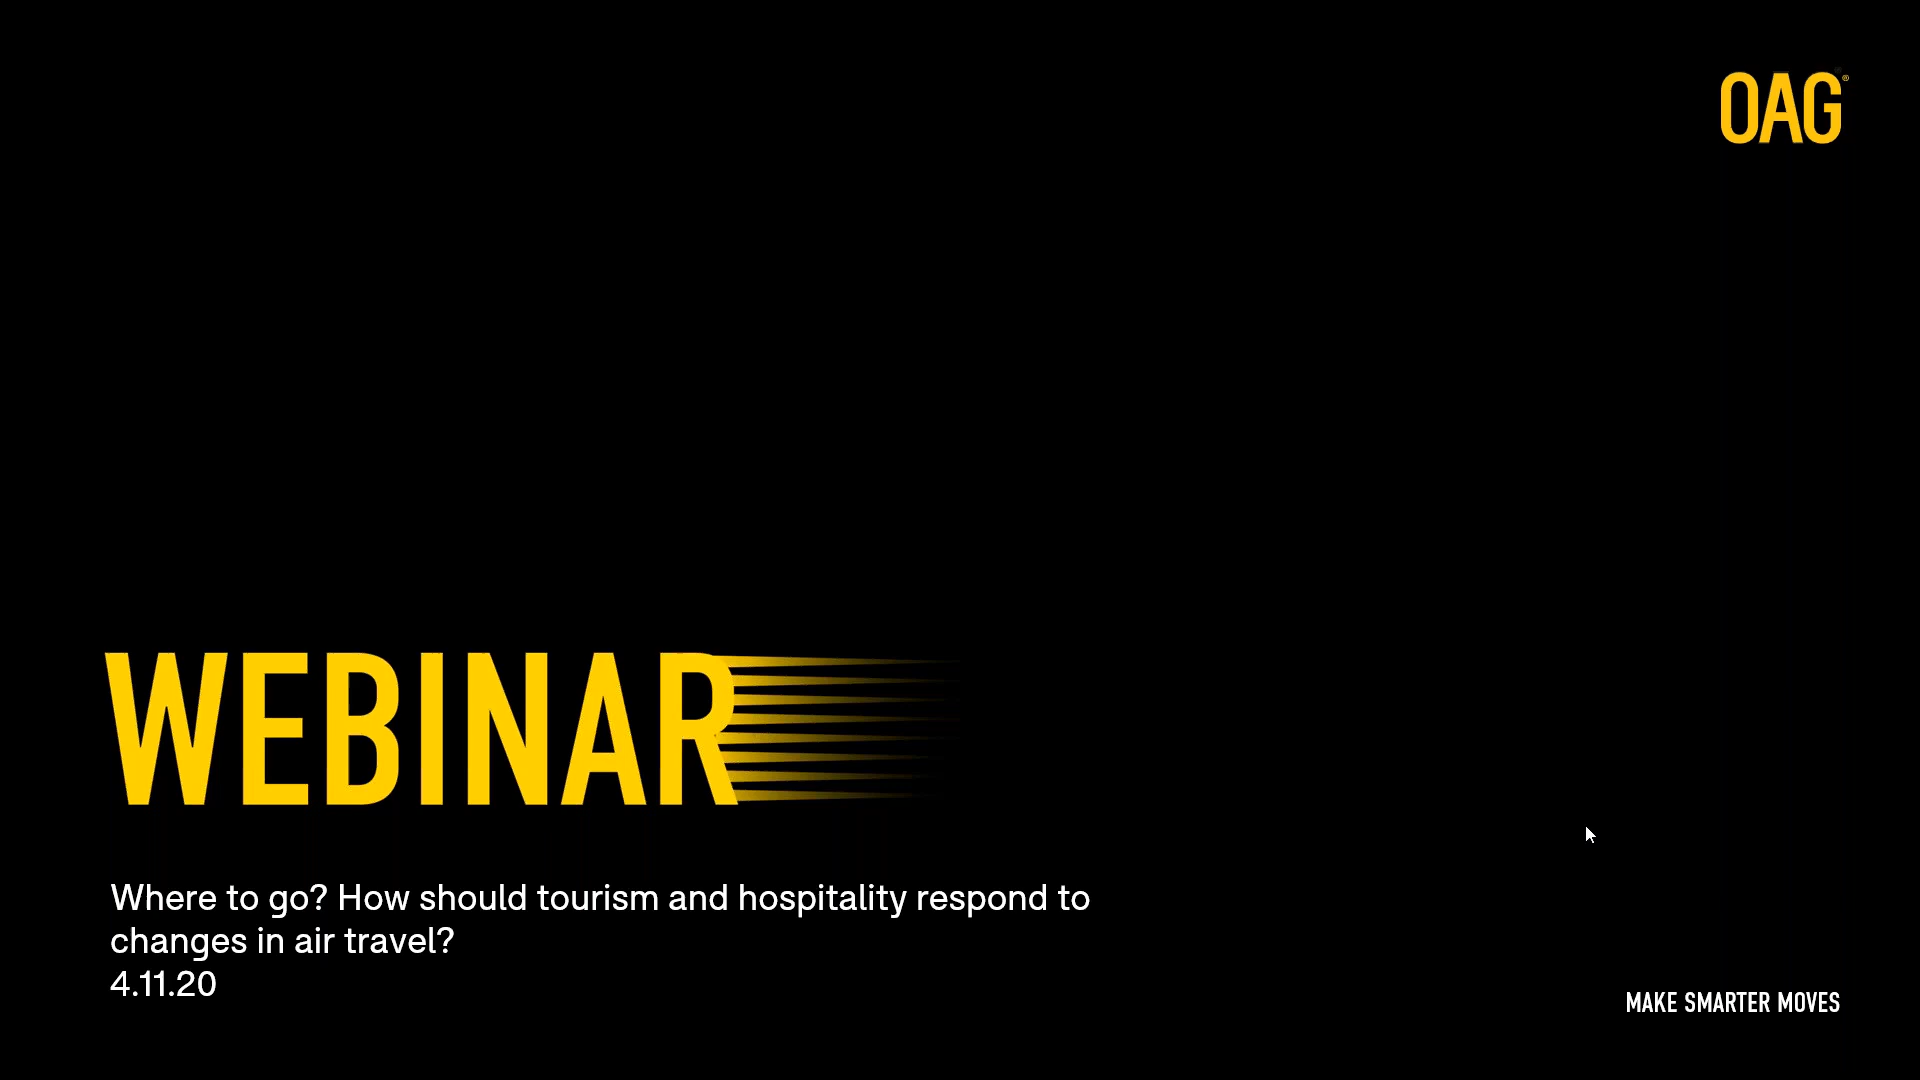 OAG®
WEBINAR
Where to go? How should tourism and hospitality respond to
changes in air travel?
4.11.20
MAKE SMARTER MOVES